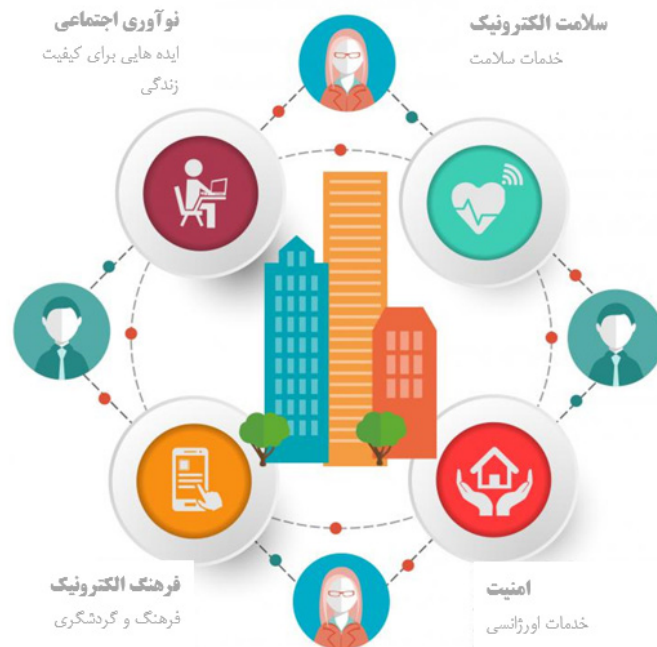 سلامت الکترونیک
خدمات سلامت
نوآوری اجتماعی
ایده هایی برای کیفیت
زندگی
امنیت
خدمات اورژانسی
فرهنگ الکترونیک
فرهنگ و گردشگری